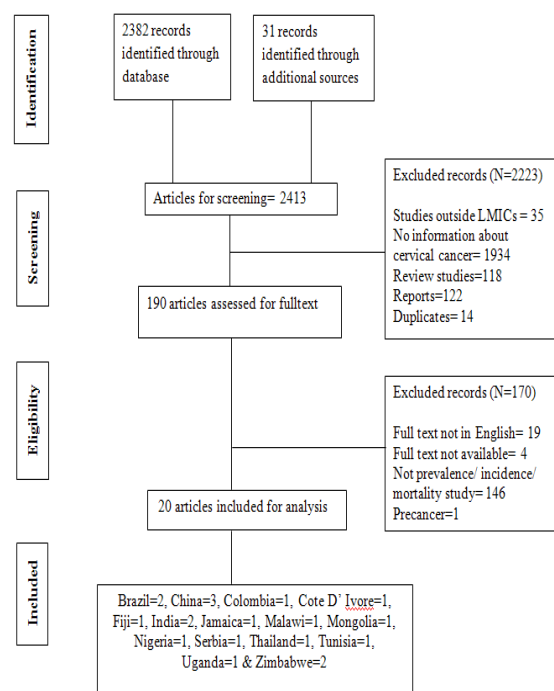 Identification
2382 records
identified through
database
31 records
identified through
additional sources
Screening
Articles for screening= 2413
Excluded records (N=2223)
Studies outside LMICs = 35
No information about
cervical cancer= 1934
Review studies=118
Reports=122
Duplicates= 14
190 articles assessed for fulltext
Eligibility
Excluded records (N=170)
Full text not in English= 19
Full text not available= 4
Not prevalence/ incidence/
mortality study= 146
Precancer=1
20 articles included for analysis
Included
Brazil=2, China=3, Colombia=1, Cote D' Ivore=1,
Fiji=1, India=2, Jamaica=1, Malawi=1, Mongolia=1,
Nigeria=1, Serbia=1, Thailand=1, Tunisia=1,
Uganda=1 & Zimbabwe=2